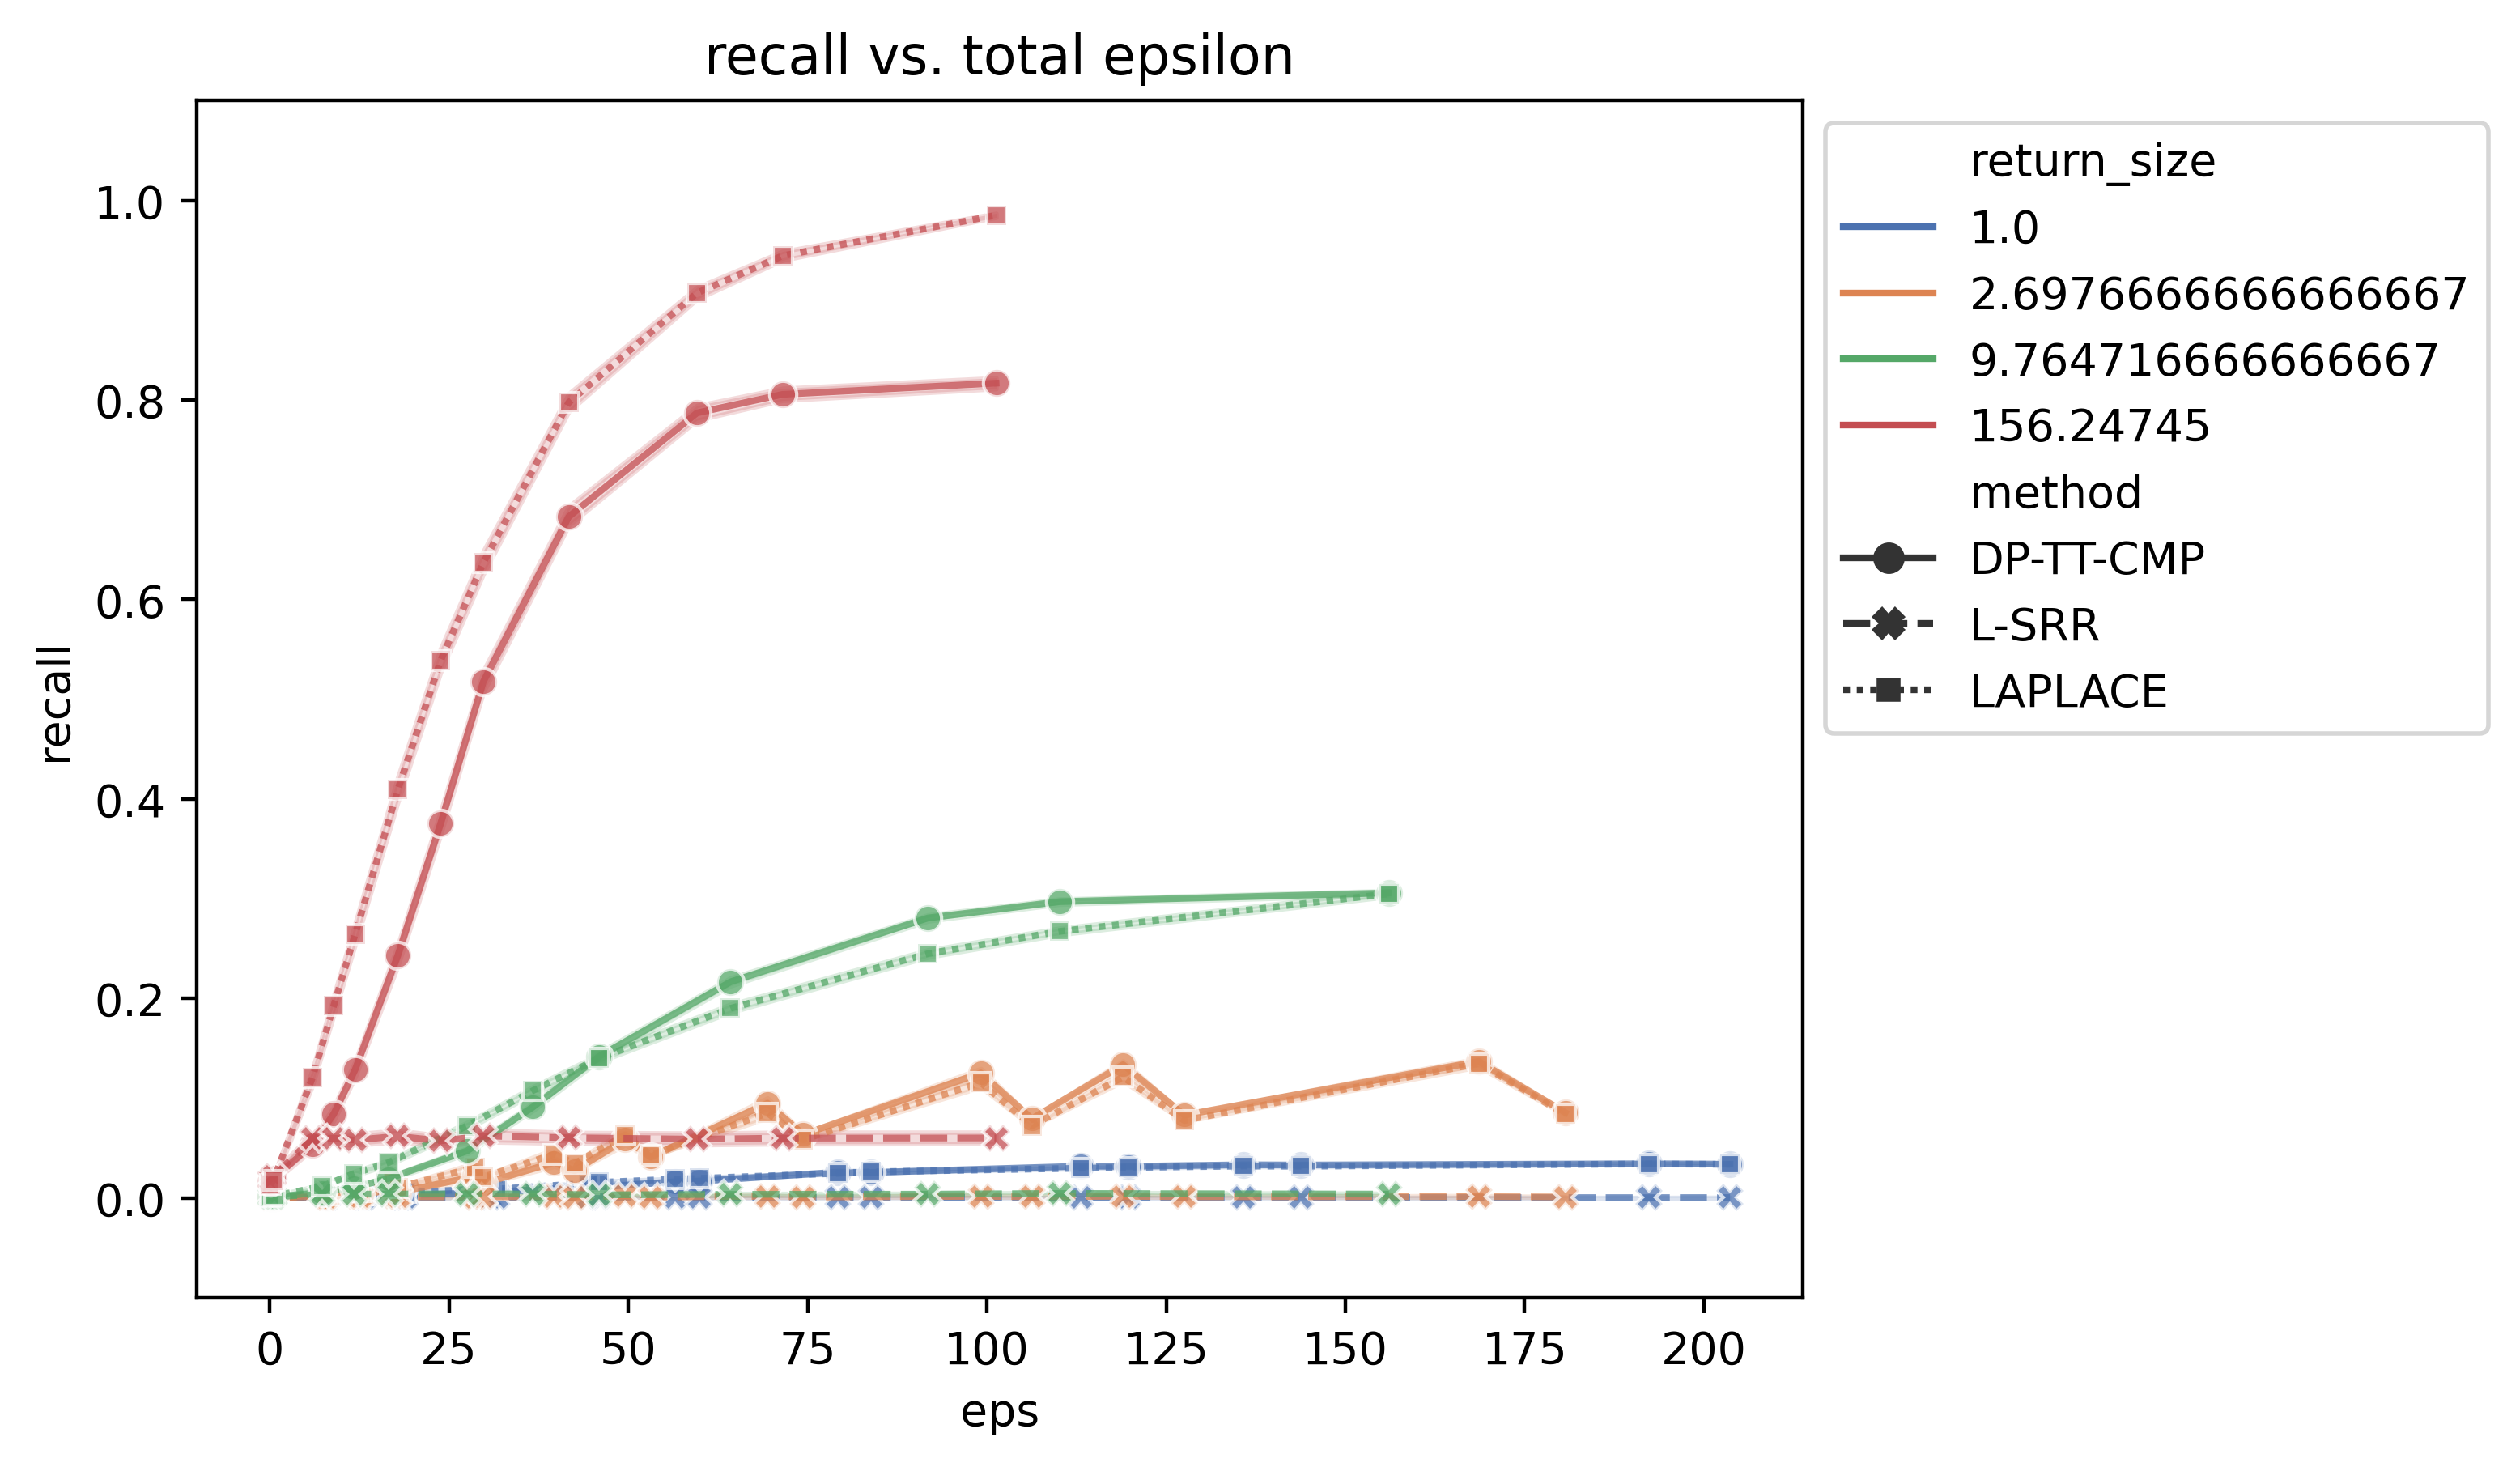 recall vs. total epsilon
return_size
1.0
2.6976666666666667
9.764716666666667
156.24745
method
DP-TT-CMP
L-SRR
LAPLACE
recall
1.0
0.8
0.6
0.4
0.2
0.0
0 25 50 75 100 125 150 175 200
eps